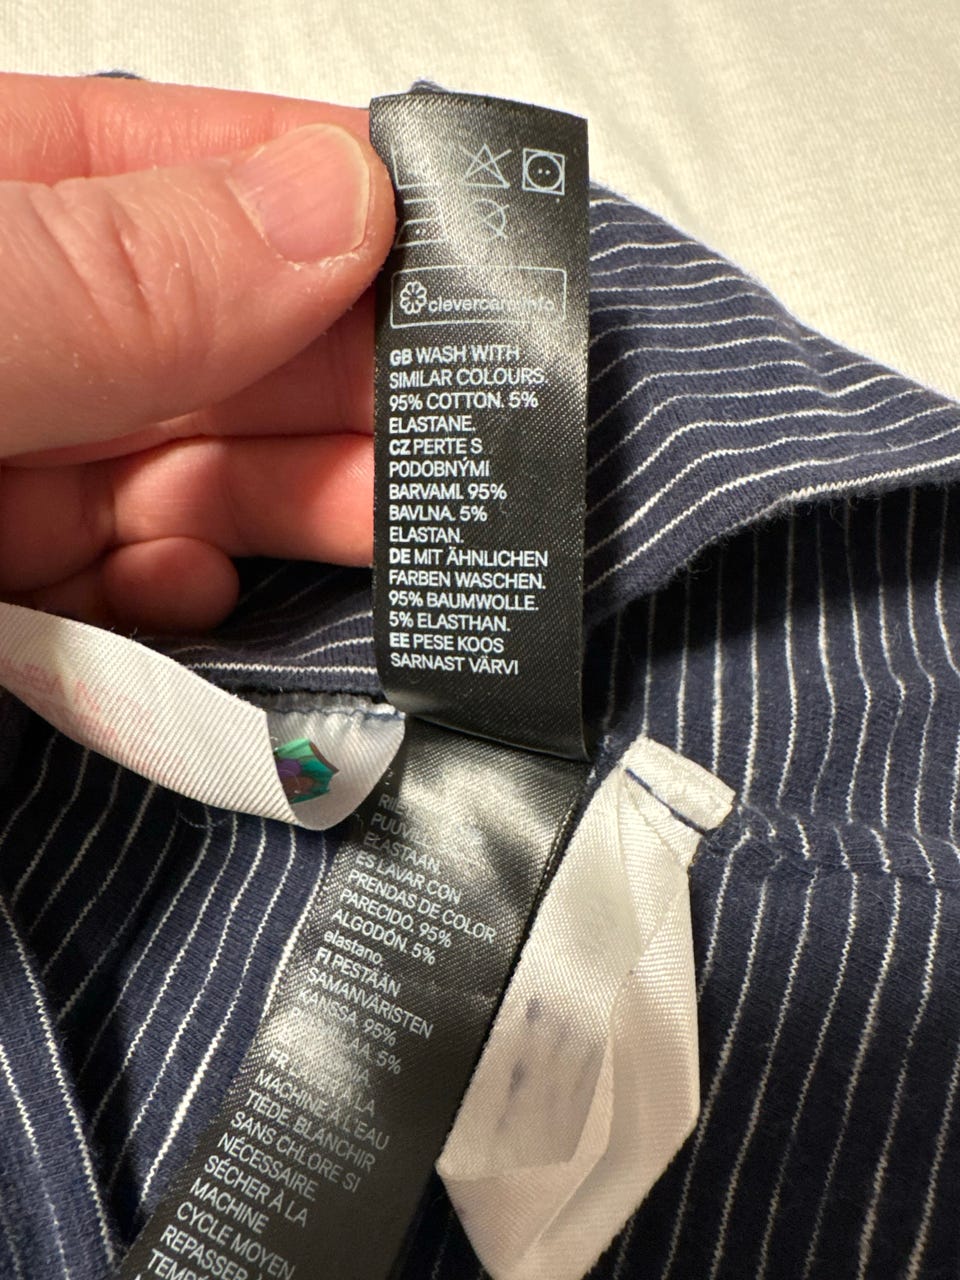 clevercare.info
GB WASH WITH
SIMILAR COLOURS.
95% COTTON. 5%
ELASTANE.
CZ PERTE S
PODOBNÝMI
BARVAMI. 95%
BAVLNA. 5%
ELASTAN.
DE MIT ÄHNLICHEN
FARBEN WASCHEN.
95% BAUMWOLLE.
5% ELASTHAN.
EE PESE KOOS
SARNAST VÄRVI
ELASTAAN.
ES LAVAR CON
PRENDAS DE COLOR
PARECIDO. 95%
ALGODÓN. 5%
elastano.
FI PESTÄÄN
SAMANVÄRISTEN
KANSSA. 95%
5%
FR
MACHINE À L'EAU
TIÈDE. BLANCHIR
SANS CHLORE SI
NÉCESSAIRE.
SÉCHER À LA
MACHINE
CYCLE MOYEN.
REPASSER